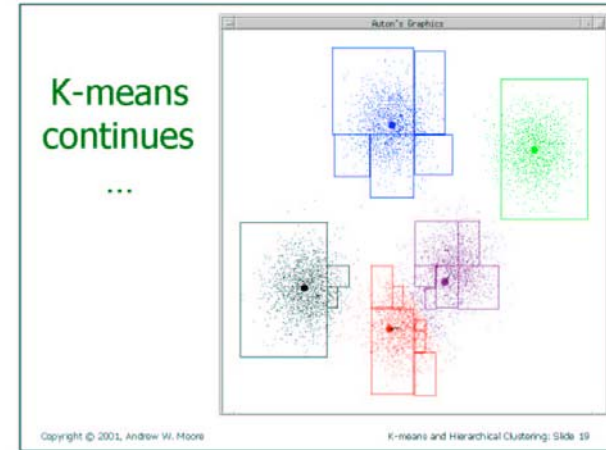 Auton's Graphics
K-means
continues
...
Copyright © 2001, Andrew W. Moore
K-means and Hierarchical Clustering: Slide 19